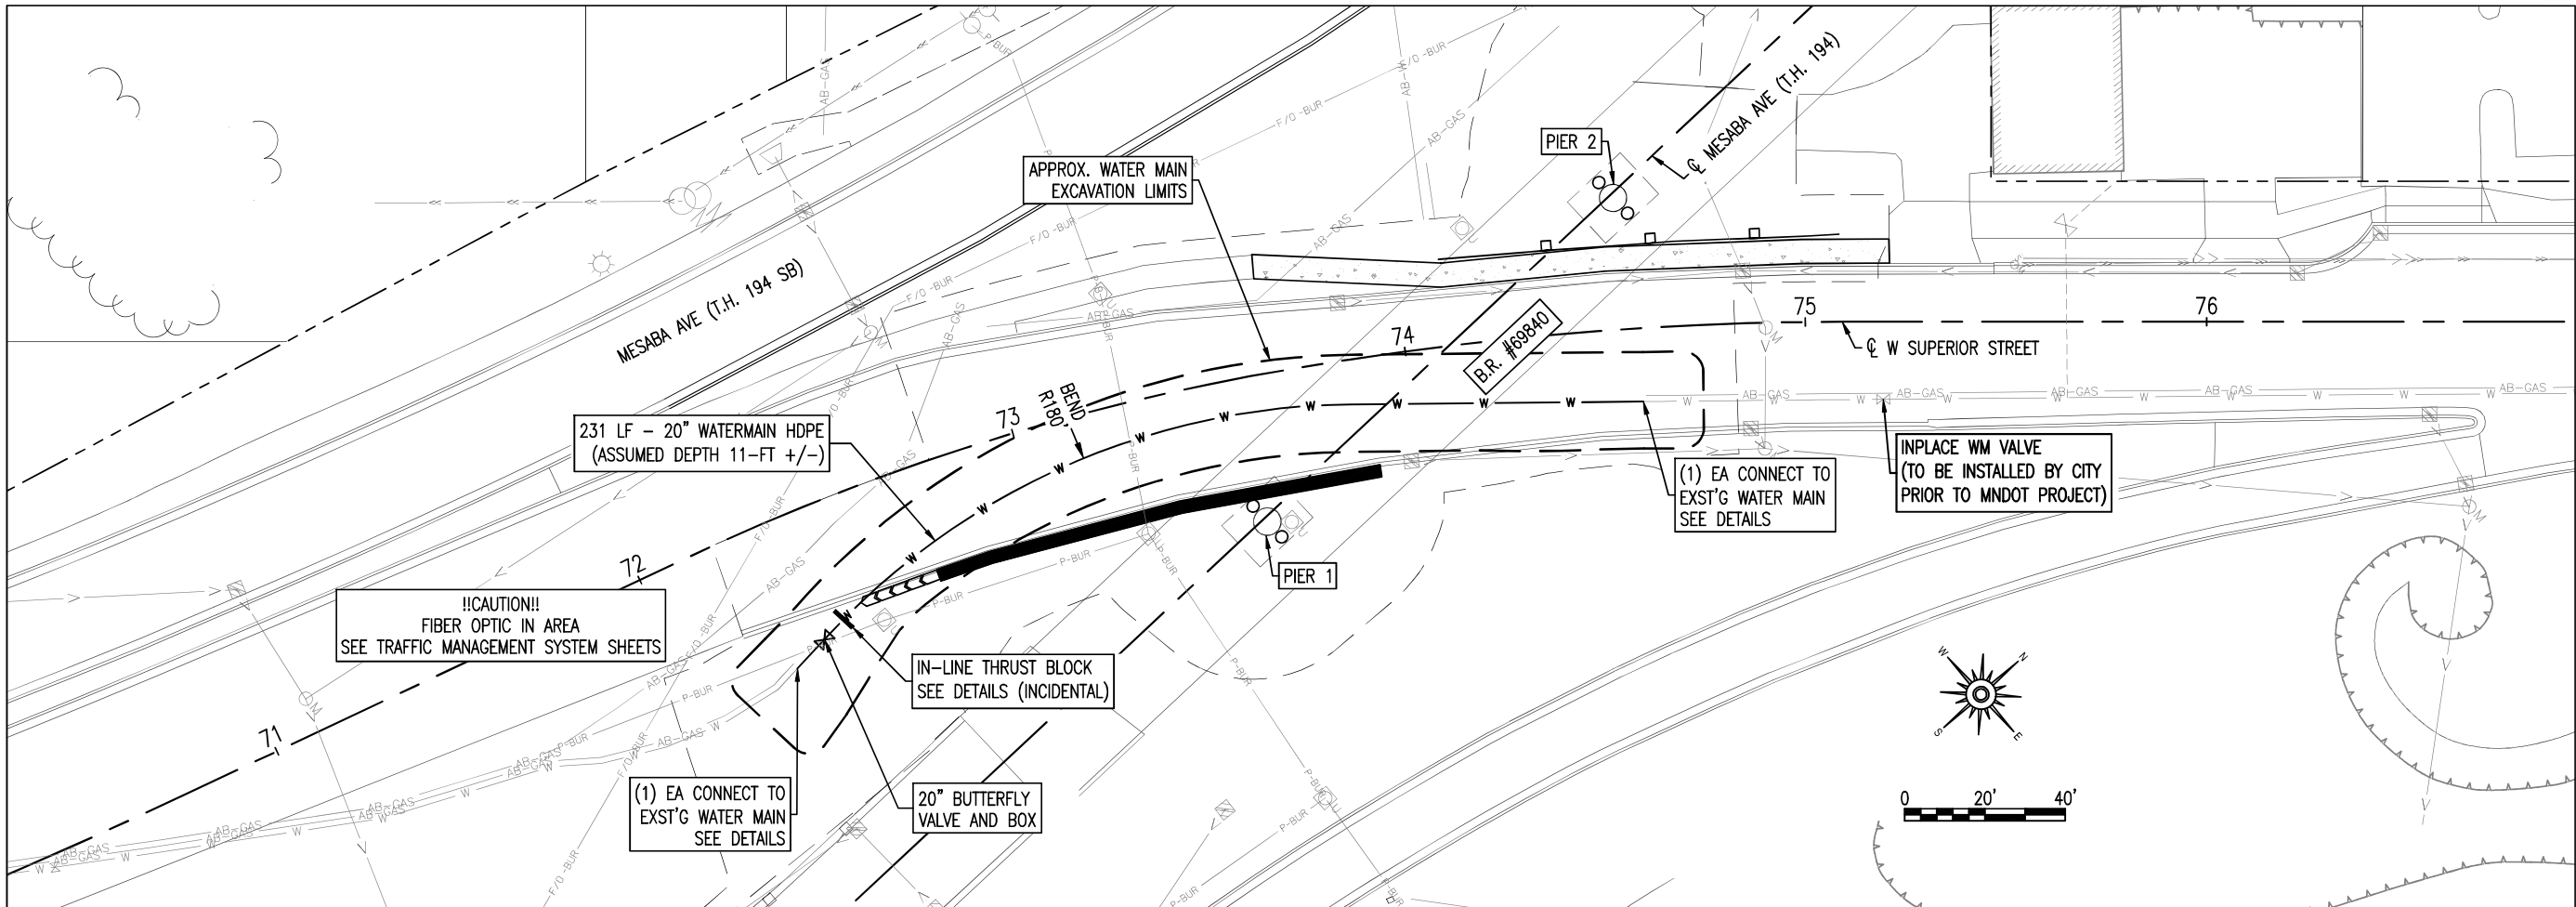 APPROX. WATER MAIN
EXCAVATION LIMITS
PIER 2
℄ MESABA AVE (T.H. 194)
MESABA AVE (T.H. 194 SB)
B.R. #69840
71
72
73
74
75
76
℄ W SUPERIOR STREET
BEND
R180'
231 LF – 20" WATERMAIN HDPE
(ASSUMED DEPTH 11–FT +/–)
(1) EA CONNECT TO
EXST'G WATER MAIN
SEE DETAILS
INPLACE WM VALVE
(TO BE INSTALLED BY CITY
PRIOR TO MNDOT PROJECT)
PIER 1
!!CAUTION!!
FIBER OPTIC IN AREA
SEE TRAFFIC MANAGEMENT SYSTEM SHEETS
IN–LINE THRUST BLOCK
SEE DETAILS (INCIDENTAL)
(1) EA CONNECT TO
EXST'G WATER MAIN
SEE DETAILS
20" BUTTERFLY
VALVE AND BOX
W
N
S
E
0 20' 40'
AB-GAS
AB-W
P-BUR
F/O-BUR
W